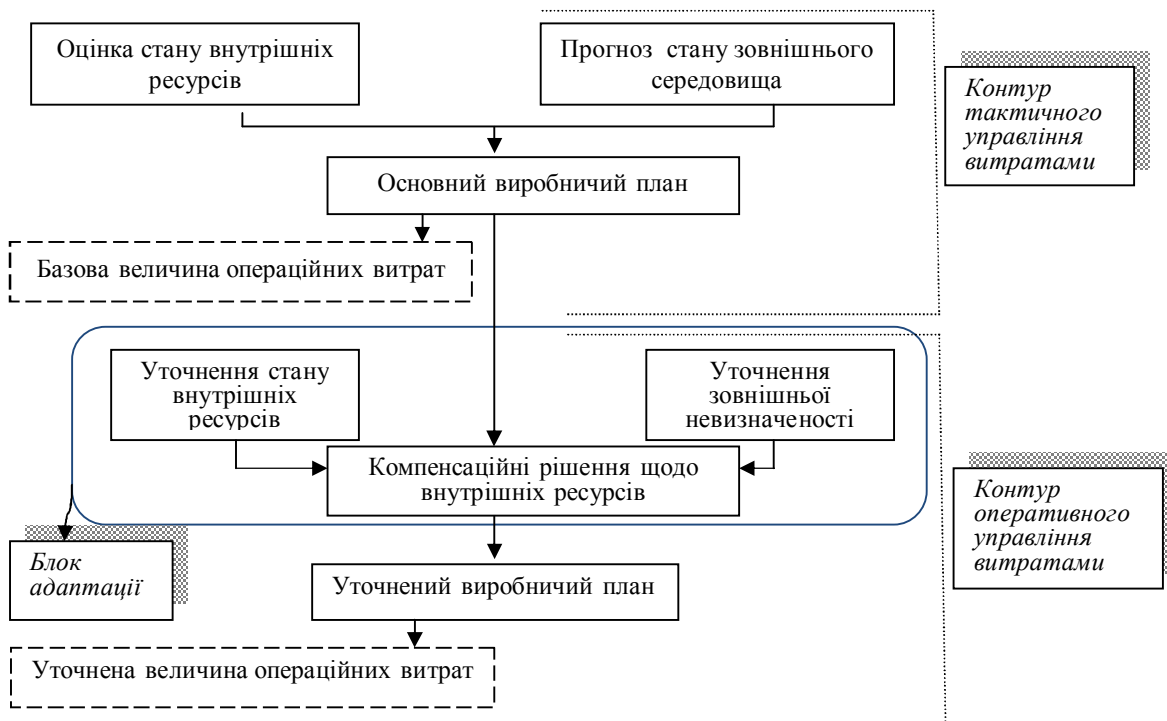 Оцінка стану внутрішніх
ресурсів
Прогноз стану зовнішнього
середовища
Контур
тактичного
управління
витратами
Основний виробничий план
Базова величина операційних витрат
Уточнення стану
внутрішніх
ресурсів
Уточнення
зовнішньої
невизначеності
Компенсаційні рішення щодо
внутрішніх ресурсів
Контур
оперативного
управління
витратами
Блок
адаптації
Уточнений виробничий план
Уточнена величина операційних витрат